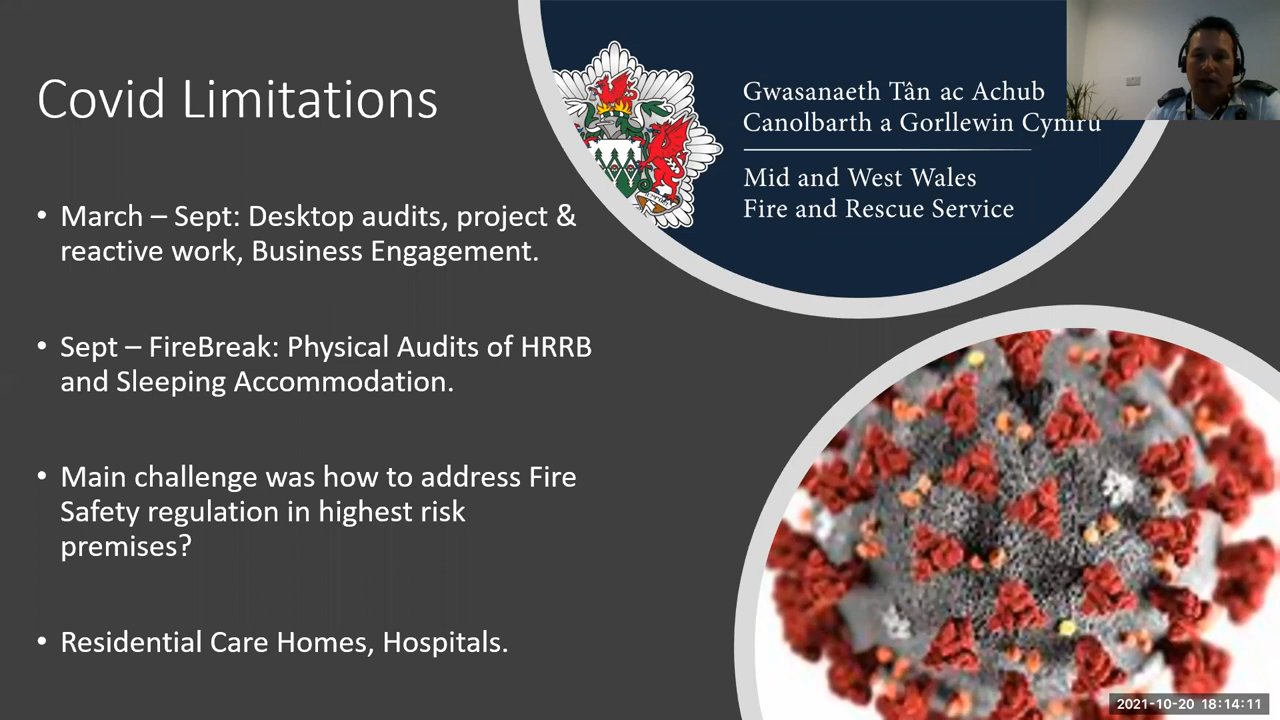 Covid Limitations
Gwasanaeth Tân ac Achub
Canolbarth a Gorllewin Cymru
Mid and West Wales
Fire and Rescue Service
• March – Sept: Desktop audits, project &
reactive work, Business Engagement.
• Sept – FireBreak: Physical Audits of HRRB
and Sleeping Accommodation.
• Main challenge was how to address Fire
Safety regulation in highest risk
premises?
• Residential Care Homes, Hospitals.
2021-10-20 18:14:11